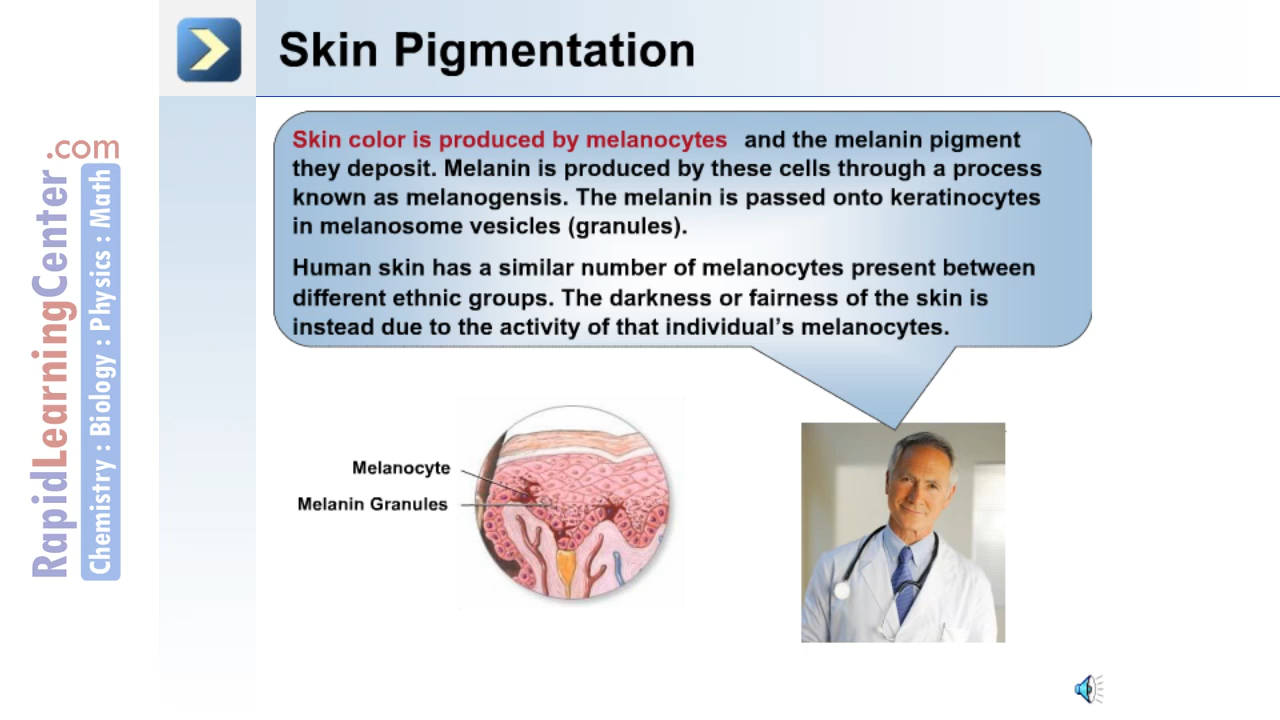 Skin Pigmentation
Skin color is produced by melanocytes and the melanin pigment
they deposit. Melanin is produced by these cells through a process
known as melanogensis. The melanin is passed onto keratinocytes
in melanosome vesicles (granules).
Human skin has a similar number of melanocytes present between
different ethnic groups. The darkness or fairness of the skin is
instead due to the activity of that individual's melanocytes.
Melanocyte
Melanin Granules
RapidLearningCenter.com
Chemistry : Biology : Physics : Math